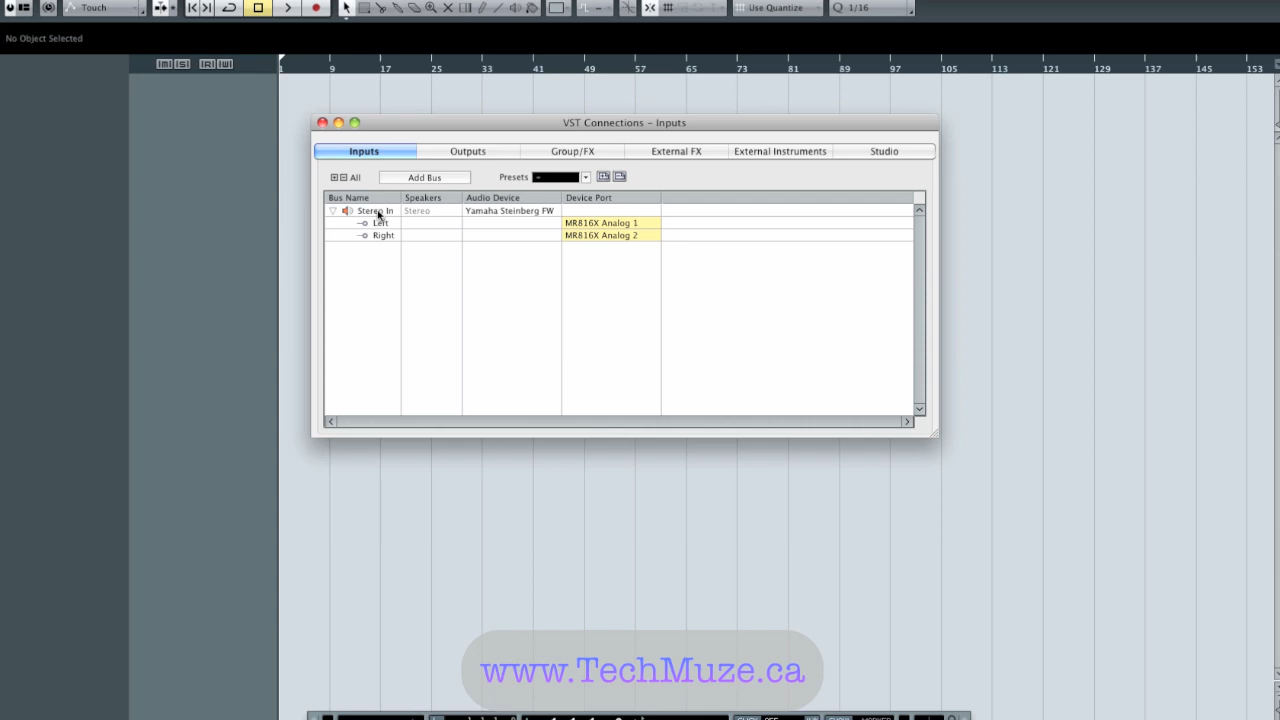 Touch
Use Quantize
Q 1/16
No Object Selected
M S R W
1 9 17 25 33 41 49 57 65 73 81 89 97 105 113 121 129 137 145 153
VST Connections – Inputs
Inputs Outputs Group/FX External FX External Instruments Studio
All Add Bus Presets -
Bus Name Speakers Audio Device Device Port
Stereo In Stereo Yamaha Steinberg FW
Left MR816X Analog 1
Right MR816X Analog 2
www.TechMuze.ca